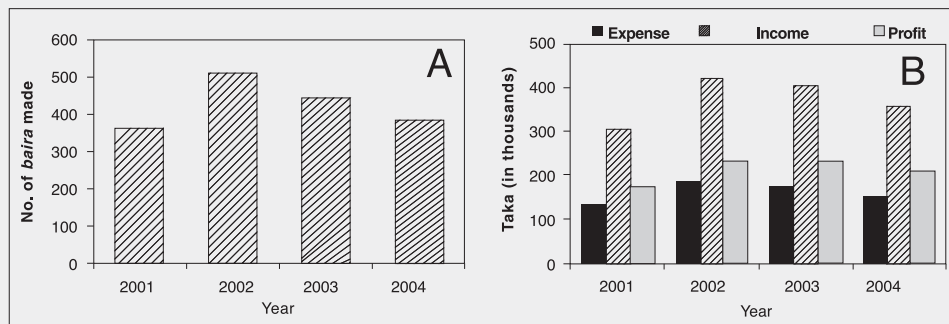 A
No. of baira made
600
500
400
300
200
100
0
2001 2002 2003 2004
Year
Expense Income Profit
B
Taka (in thousands)
500
400
300
200
100
0
2001 2002 2003 2004
Year